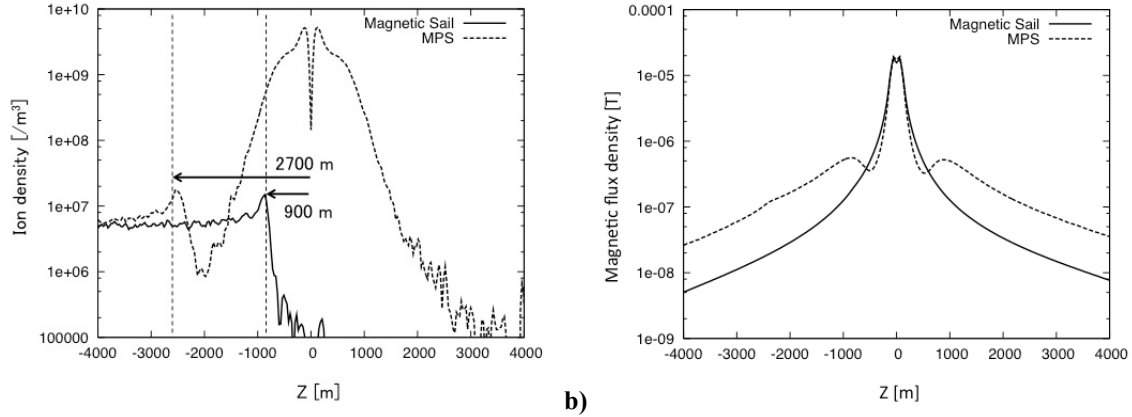 1e+10
1e+09
1e+08
1e+07
1e+06
100000
Ion density [/m³]
Magnetic Sail
MPS
2700 m
900 m
-4000 -3000 -2000 -1000 0 1000 2000 3000 4000
Z [m]
b)
0.0001
1e-05
1e-06
1e-07
1e-08
1e-09
Magnetic flux density [T]
Magnetic Sail
MPS
-4000 -3000 -2000 -1000 0 1000 2000 3000 4000
Z [m]